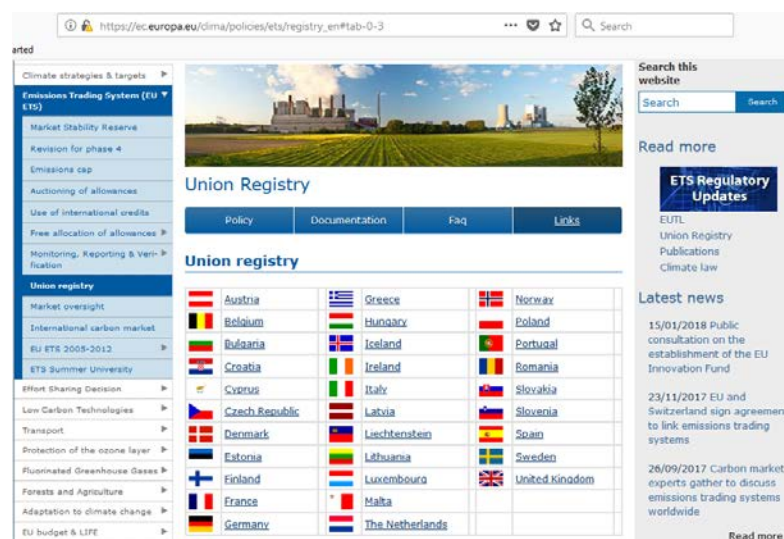 https://ec.europa.eu/clima/policies/ets/registry_en#tab-0-3
Search
arted
Climate strategies & targets
Emissions Trading System (EU
ETS)
Market Stability Reserve
Revision for phase 4
Emissions cap
Auctioning of allowances
Use of international credits
Free allocation of allowances
Monitoring, Reporting & Veri-
fication
Union registry
Market oversight
International carbon market
EU ETS 2005-2012
ETS Summer University
Effort Sharing Decision
Low Carbon Technologies
Transport
Protection of the ozone layer
Fluorinated Greenhouse Gases
Forests and Agriculture
Adaptation to climate change
EU budget & LIFE
Union Registry
Policy Documentation Faq Links
Union registry
Austria Greece Norway
Belgium Hungary Poland
Bulgaria Iceland Portugal
Croatia Ireland Romania
Cyprus Italy Slovakia
Czech Republic Latvia Slovenia
Denmark Liechtenstein Spain
Estonia Lithuania Sweden
Finland Luxembourg United Kingdom
France Malta
Germany The Netherlands
Search this
website
Search Search
Read more
ETS Regulatory
Updates
EUTL
Union Registry
Publications
Climate law
Latest news
15/01/2018 Public
consultation on the
establishment of the EU
Innovation Fund
23/11/2017 EU and
Switzerland sign agreemen
to link emissions trading
systems
26/09/2017 Carbon market
experts gather to discuss
emissions trading systems
worldwide
Read more